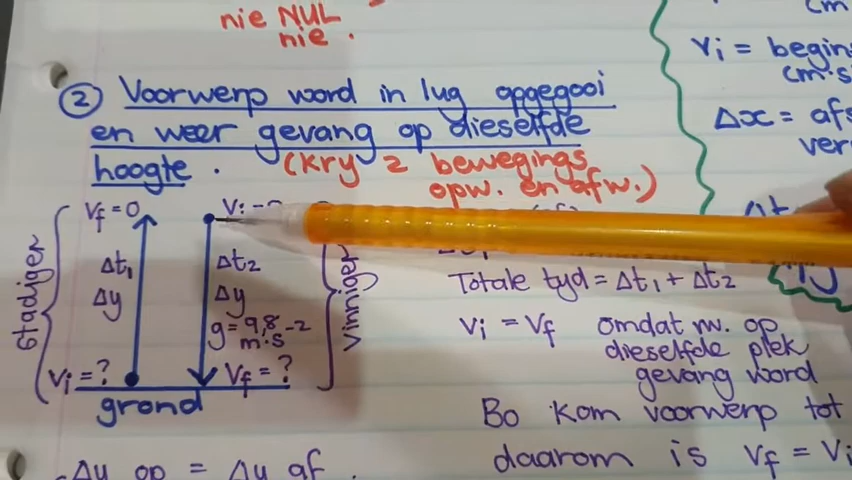 nie NUL
nie.
(cm
vi = begin
(m·s
Δx = afs
ver
② Voorwerp word in lug opgegooi
en weer gevang op dieselfde
hoogte. (Kry 2 bewegings
opw. en afw.)
Stadiger
Vf = 0
Δt1
Δy
Vi = ?
Δt2
Δy
g = 9,8
m·s-2
Vf = ?
grond
Vinniger
Totale tyd = Δt1 + Δt2
Vi = Vf omdat
dieselfde plek
gevang word
Bo kom voorwerp tot
daarom is Vf = Vi
Δy op = Δy af.